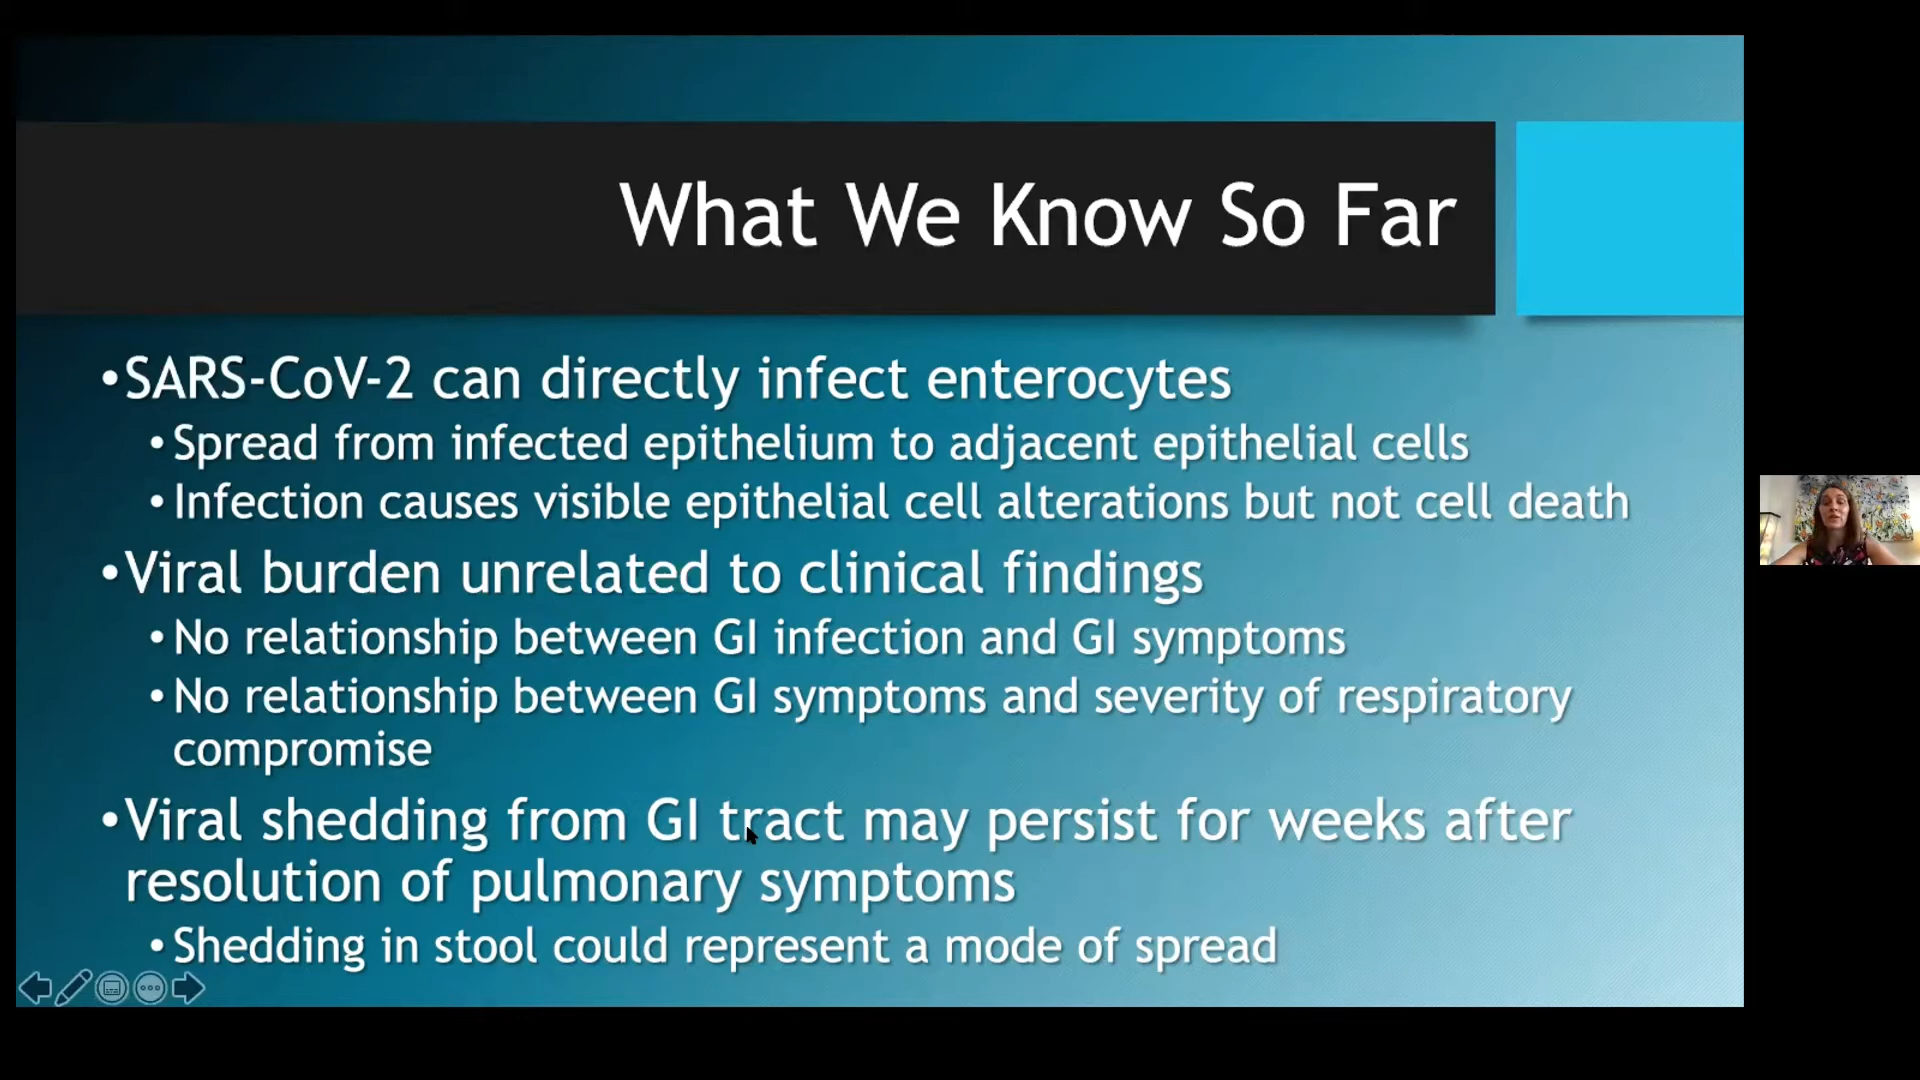 What We Know So Far
•SARS-CoV-2 can directly infect enterocytes
•Spread from infected epithelium to adjacent epithelial cells
•Infection causes visible epithelial cell alterations but not cell death
•Viral burden unrelated to clinical findings
•No relationship between GI infection and GI symptoms
•No relationship between GI symptoms and severity of respiratory
compromise
•Viral shedding from GI tract may persist for weeks after
resolution of pulmonary symptoms
•Shedding in stool could represent a mode of spread